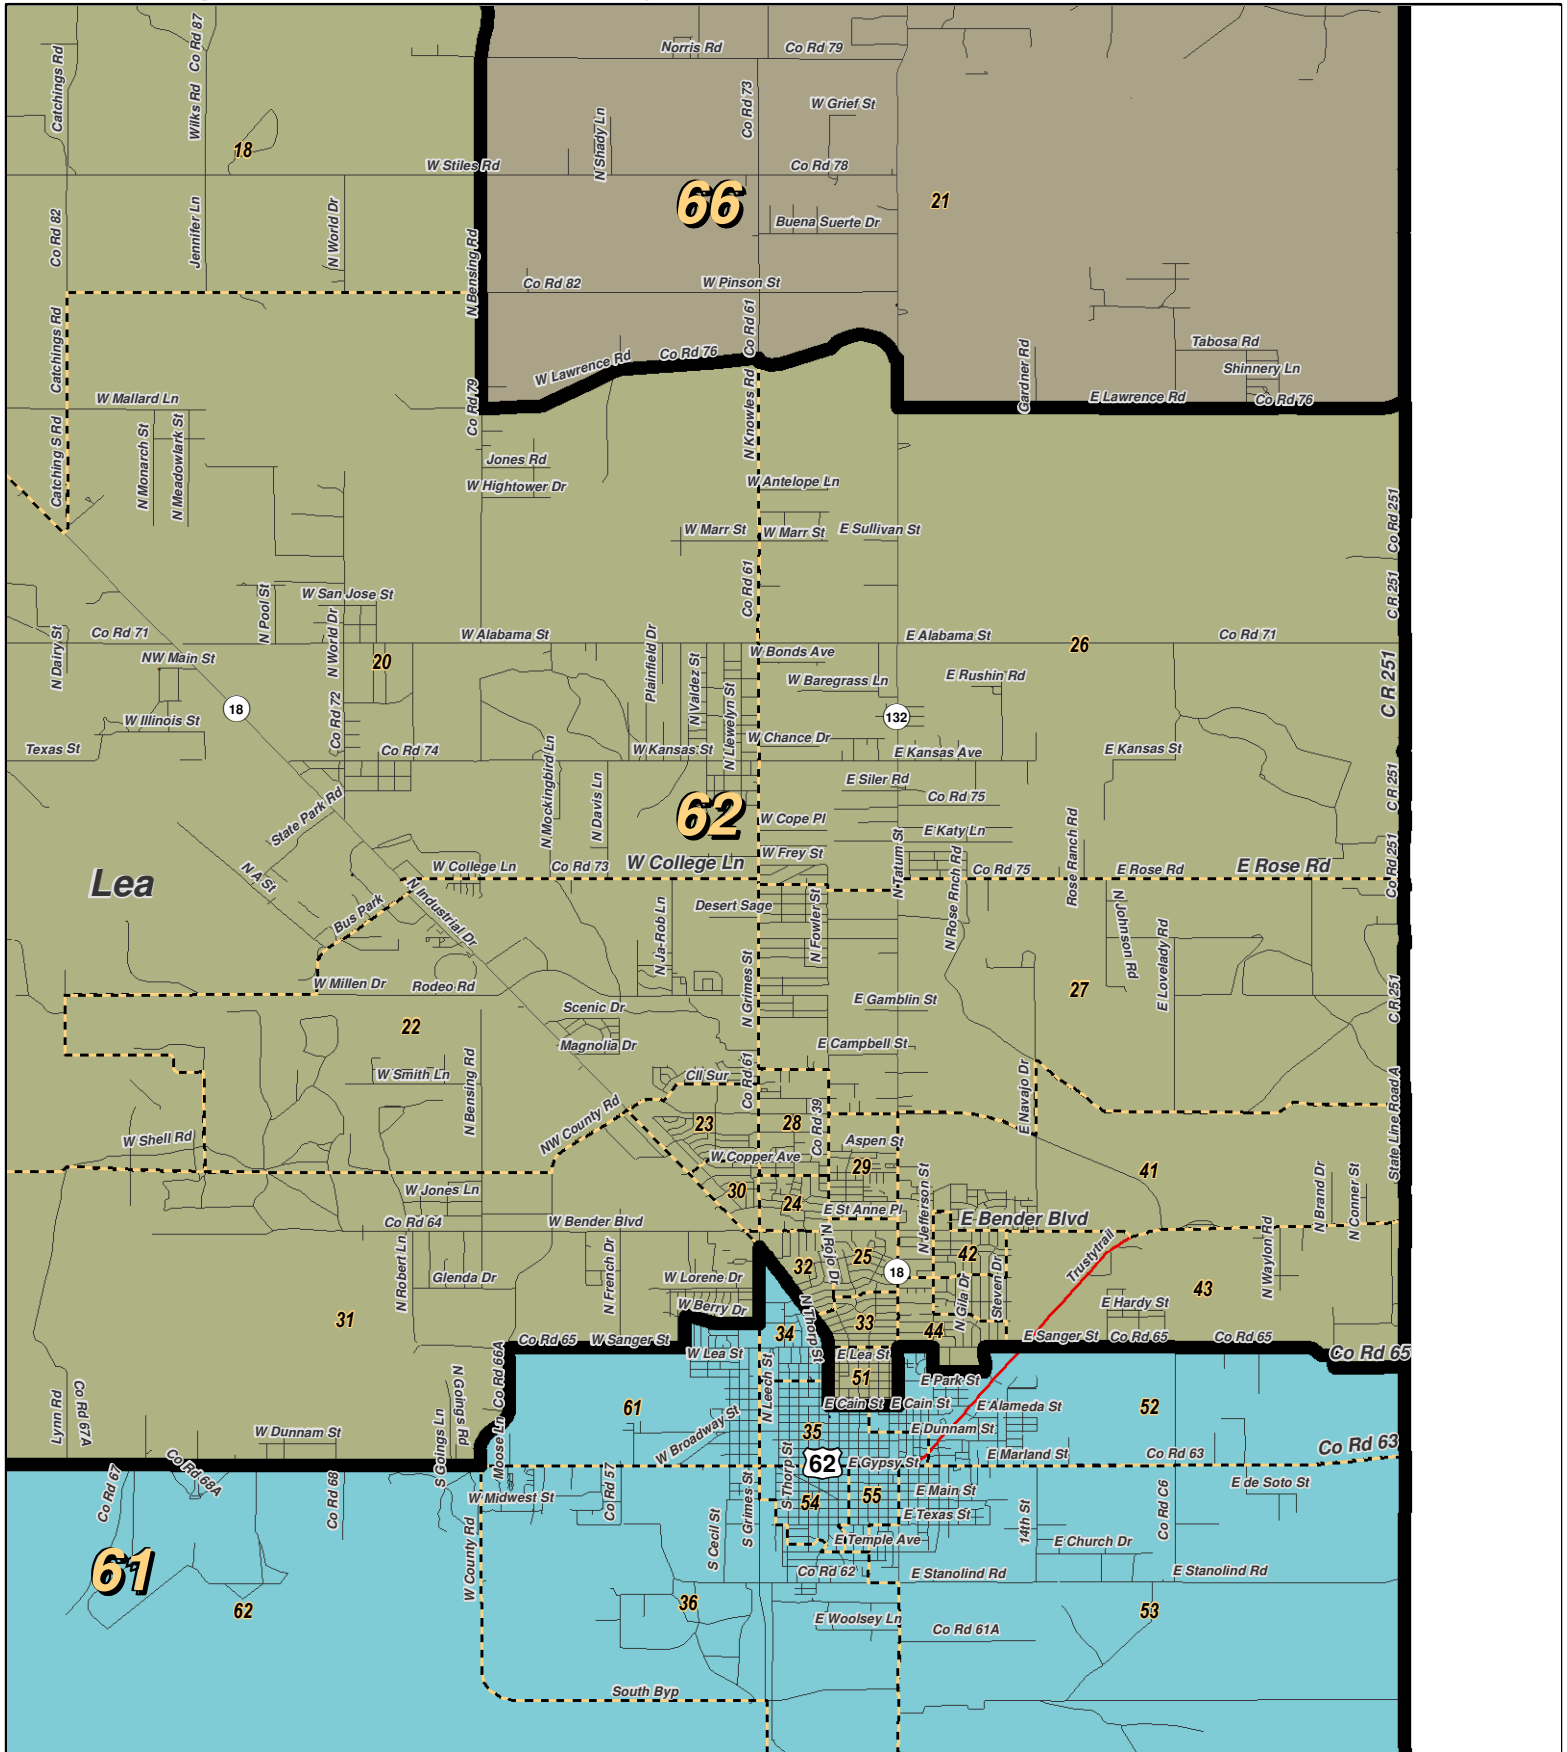 Catchings Rd
Wilks Rd
Co Rd 87
Norris Rd
Co Rd 79
Co Rd 73
W Grief St
N Shady Ln
18
W Stiles Rd
Co Rd 78
66
21
Co Rd 82
Jennifer Ln
N World Dr
N Bensing Rd
Buena Suerte Dr
Co Rd 82
W Pinson St
Catchings Rd
Co Rd 61
W Lawrence Rd
Co Rd 76
Gardner Rd
Tabosa Rd
Shinnery Ln
E Lawrence Rd
Co Rd 76
W Mallard Ln
Co Rd 79
N Knowles Rd
Catching S Rd
N Monarch St
N Meadowlark St
Jones Rd
W Hightower Dr
W Antelope Ln
W Marr St
W Marr St
E Sullivan St
Co Rd 251
W San Jose St
N Pool St
Co Rd 61
C R 251
N Dairy St
Co Rd 71
N World Dr
W Alabama St
Plainfield Dr
E Alabama St
26
Co Rd 71
NW Main St
20
W Bonds Ave
N Valdez St
N Llewelyn St
W Baregrass Ln
E Rushin Rd
C R 251
18
132
W Illinois St
Co Rd 72
Texas St
Co Rd 74
N Mockingbird Ln
W Kansas St
W Chance Dr
E Kansas Ave
E Kansas St
E Siler Rd
C R 251
State Park Rd
N Davis Ln
62
Co Rd 75
W Cope Pl
E Katy Ln
N Tatum St
Rose Ranch Rd
Co Rd 251
W Frey St
N A St
W College Ln
Co Rd 73
W College Ln
N Rose Rnch Rd
Co Rd 75
E Rose Rd
E Rose Rd
Lea
Bus Park
N Industrial Dr
Desert Sage
N Fowler St
N Ja-Rob Ln
N Johnson Rd
E Lovelady Rd
W Millen Dr
Rodeo Rd
N Grimes St
E Gamblin St
27
C R 251
Scenic Dr
22
Magnolia Dr
E Campbell St
W Smith Ln
N Bensing Rd
Cll Sur
Co Rd 61
E Navajo Dr
State Line Road A
NW County Rd
23
28
Co Rd 39
W Shell Rd
Aspen St
W Copper Ave
29
41
W Jones Ln
30
24
N Jefferson St
N Brand Dr
N Conner St
E St Anne Pl
Co Rd 64
W Bender Blvd
E Bender Blvd
N Robert Ln
N French Dr
N Rojo Dr
25
42
Trustytrail
N Waylon Rd
Glenda Dr
W Lorene Dr
32
18
N Gila Dr
Steven Dr
43
W Berry Dr
N Thorp St
E Hardy St
31
33
44
34
Co Rd 65
W Sanger St
E Sanger St
Co Rd 65
Co Rd 65
Co Rd 65
W Lea St
E Lea St
Co Rd 66A
N Leech St
51
E Park St
Lynn Rd
Co Rd 67A
N Goings Rd
61
E Cain St
E Cain St
E Alameda St
52
W Dunnam St
S Goings Ln
Moose Ln
W Broadway St
35
E Dunnam St
Co Rd 63
Co Rd 67
Co Rd 68A
62
E Gypsy St
E Marland St
Co Rd 63
Co Rd 68
W Midwest St
Co Rd 57
S Grimes St
S Thorp St
54
55
E Main St
E de Soto St
E Texas St
14th St
Co Rd C6
61
W County Rd
S Cecil St
E Temple Ave
E Church Dr
Co Rd 62
E Stanolind Rd
E Stanolind Rd
62
36
53
E Woolsey Ln
Co Rd 61A
South Byp